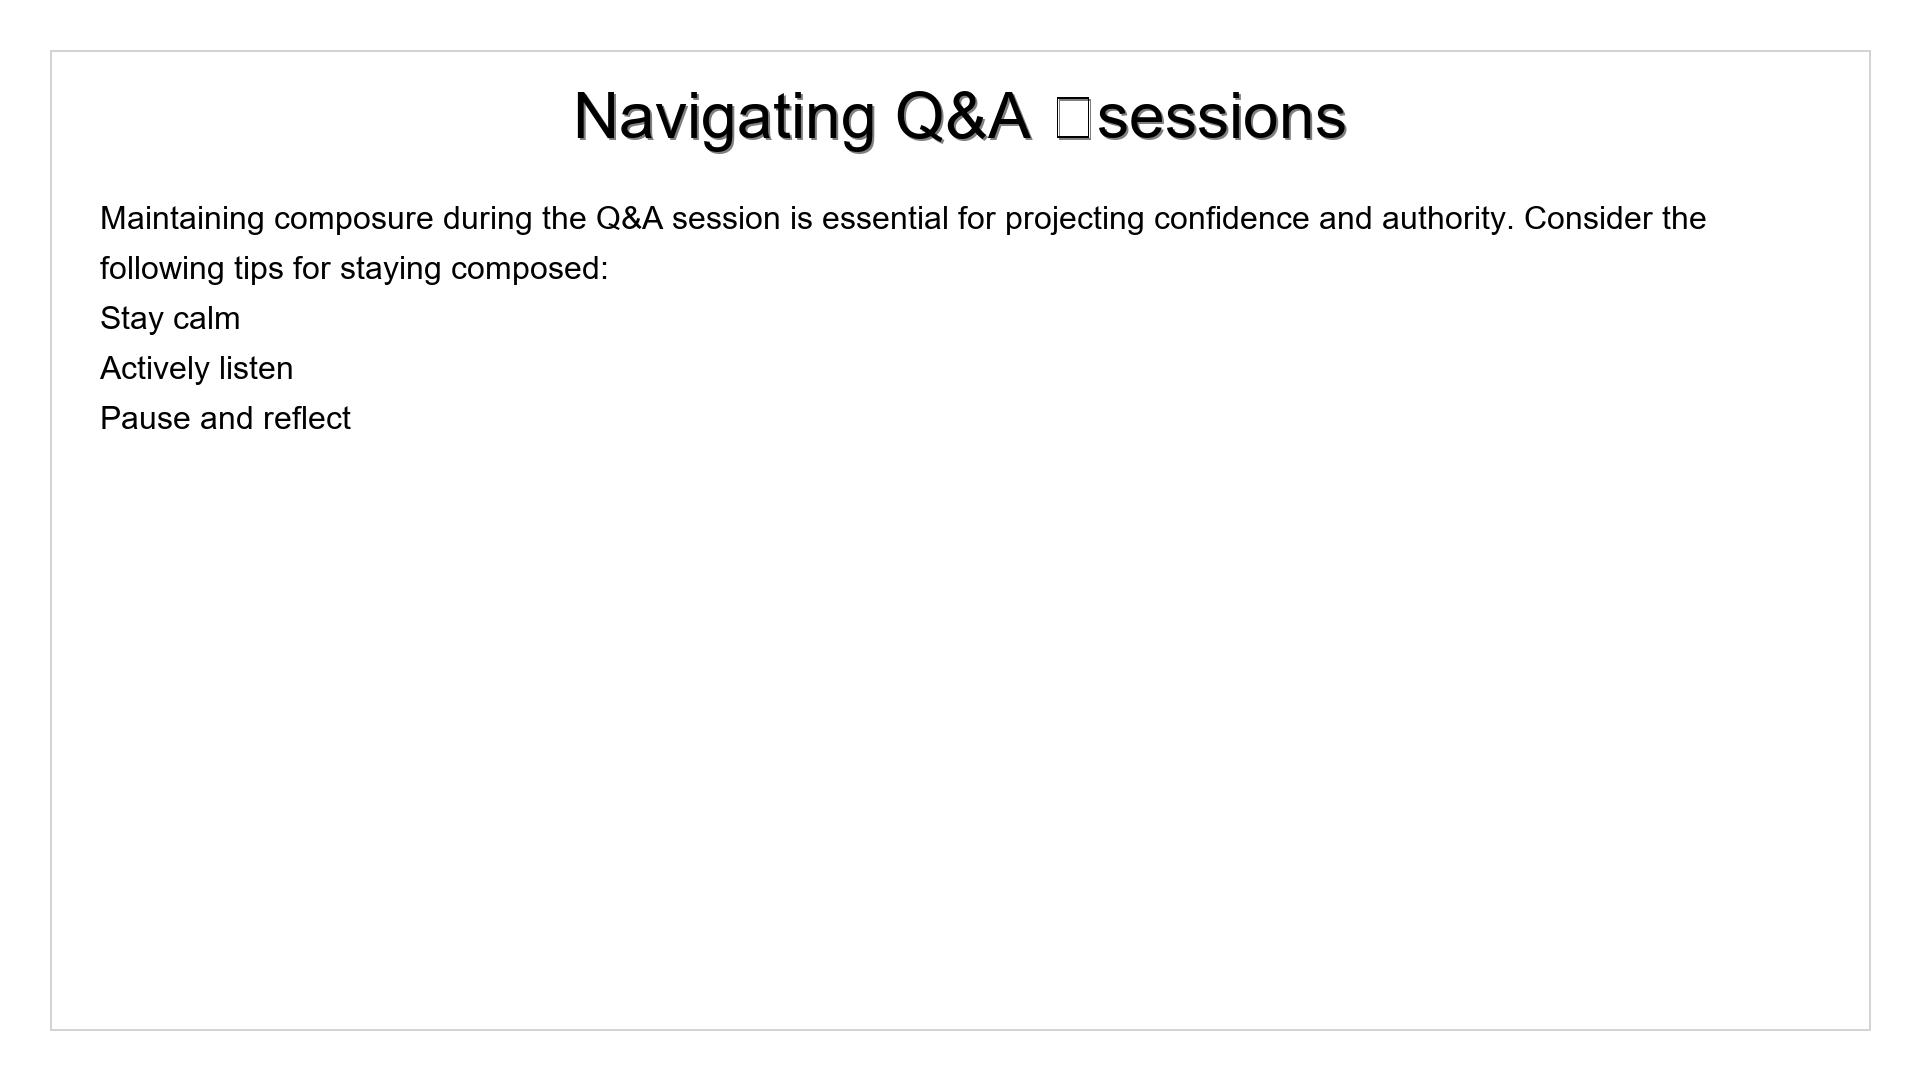 Navigating Q&A □sessions
Maintaining composure during the Q&A session is essential for projecting confidence and authority. Consider the
following tips for staying composed:
Stay calm
Actively listen
Pause and reflect